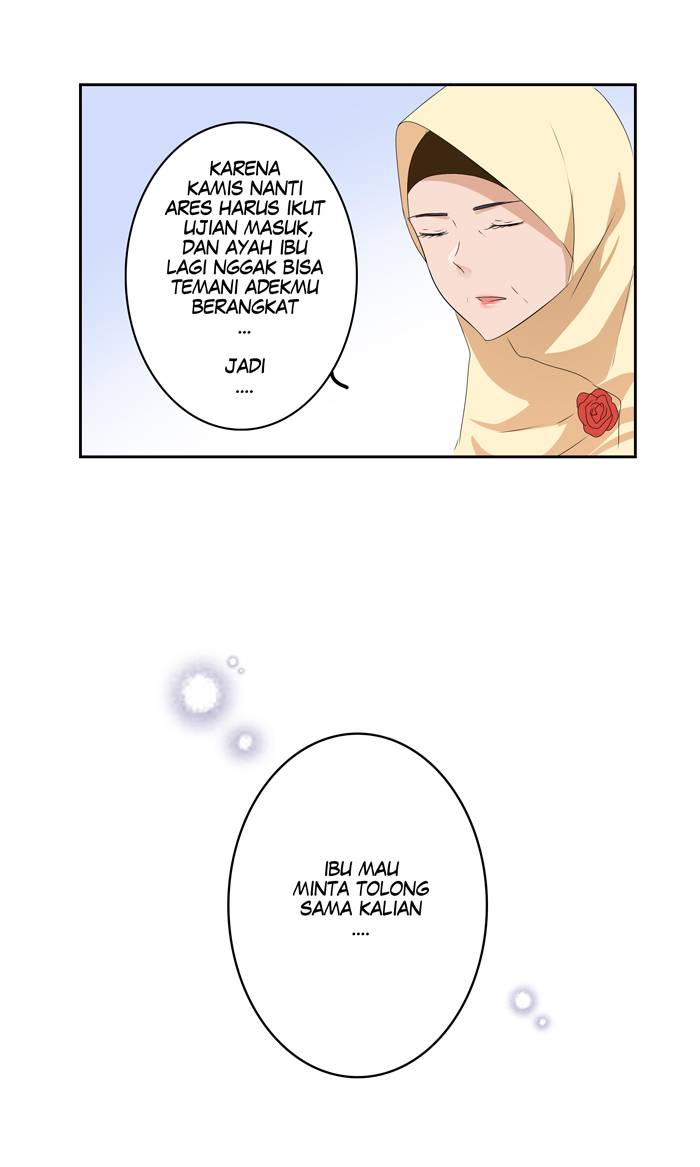 KARENA
KAMIS NANTI
ARES HARUS IKUT
UJIAN MASUK,
DAN AYAH IBU
LAGI NGGAK BISA
TEMANI ADEKMU
BERANGKAT
...
JADI
....
IBU MAU
MINTA TOLONG
SAMA KALIAN
....